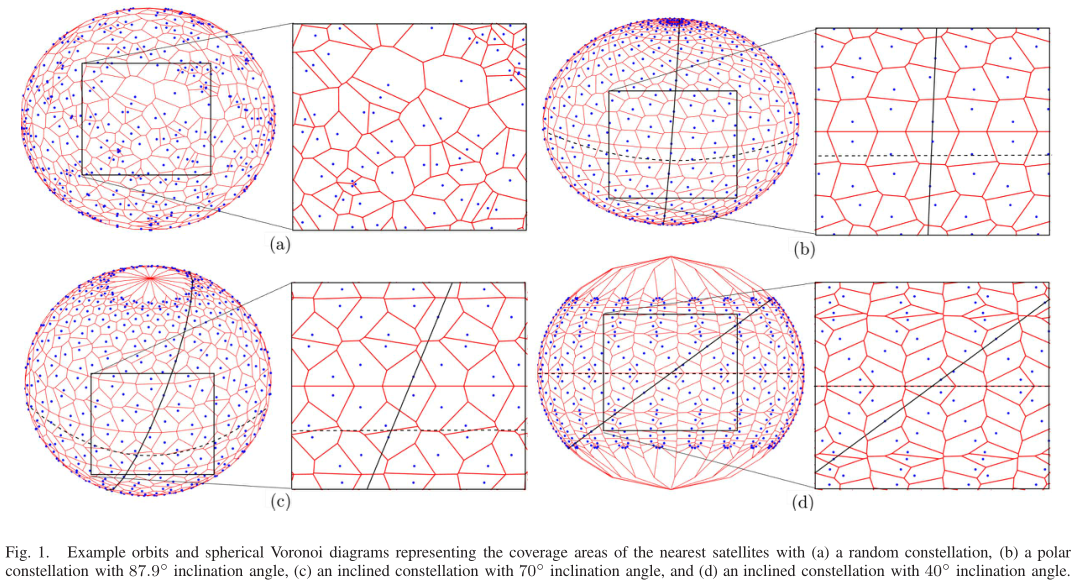 (a)
(b)
(c)
(d)
Fig. 1. Example orbits and spherical Voronoi diagrams representing the coverage areas of the nearest satellites with (a) a random constellation, (b) a polar
constellation with 87.9° inclination angle, (c) an inclined constellation with 70° inclination angle, and (d) an inclined constellation with 40° inclination angle.